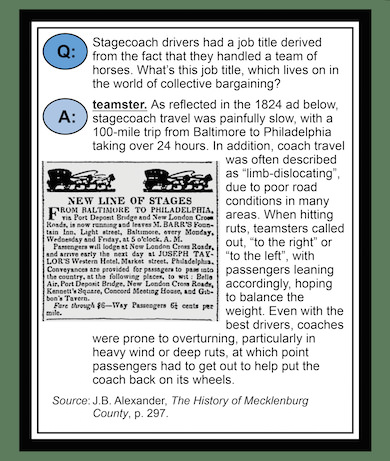 Q:
Stagecoach drivers had a job title derived
from the fact that they handled a team of
horses. What's this job title, which lives on in
the world of collective bargaining?
A:
teamster. As reflected in the 1824 ad below,
stagecoach travel was painfully slow, with a
100-mile trip from Baltimore to Philadelphia
taking over 24 hours. In addition, coach travel
was often described
as “limb-dislocating”,
due to poor road
conditions in many
areas. When hitting
ruts, teamsters called
out, “to the right” or
“to the left”, with
passengers leaning
accordingly, hoping
to balance the
weight. Even with the
best drivers, coaches
were prone to overturning, particularly in
heavy wind or deep ruts, at which point
passengers had to get out to help put the
coach back on its wheels.
NEW LINE OF STAGES
FROM BALTIMORE TO PHILADELPHIA,
via Port Deposit Bridge and New London Cross
Roads, is now running and leaves M. BARR'S Foun-
tain Inn, Light street, Baltimore, every Monday,
Wednesday and Friday, at 5 o'clock. A. M.
Passengers will lodge at New London Cross Roads,
and arrive early the next day at JOSEPH TAY-
LOR'S Western Hotel, Market street, Philadelphia.
Conveyances are provided for passengers to pass into
the country, at the following places, to wit: Belle
Air, Port Deposit Bridge, New London Cross Roads,
Kennett's Square, Concord Meeting House, and Gib-
bon's Tavern.
Fare through $6—Way Passengers 6¼ cents per
mile.
Source: J.B. Alexander, The History of Mecklenburg
County, p. 297.